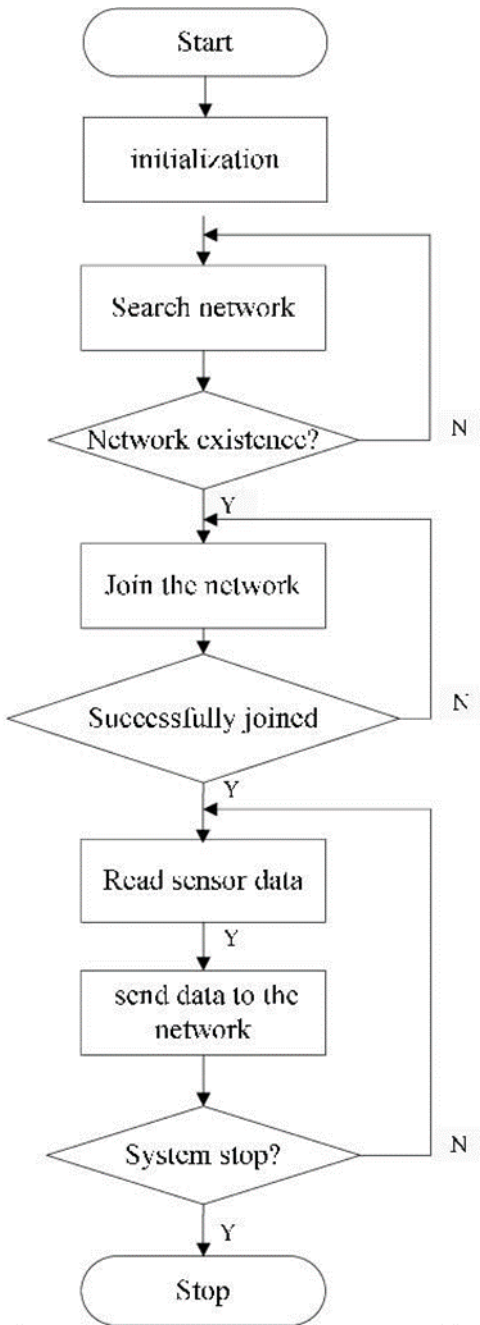 Start
initialization
Search network
Network existence?
N
Y
Join the network
Successfully joined
N
Y
Read sensor data
Y
send data to the
network
System stop?
N
Y
Stop